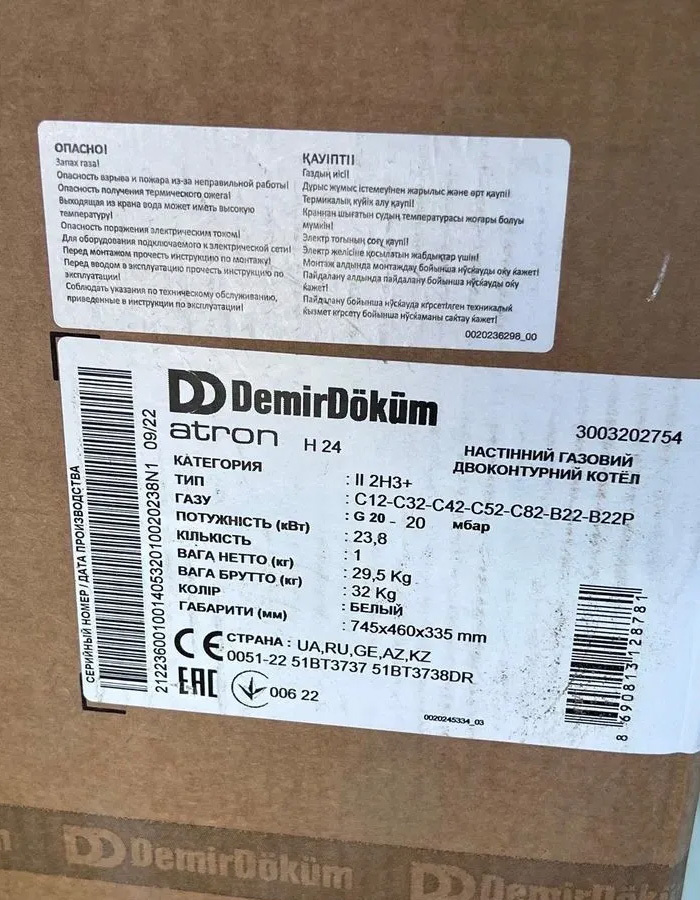 ОПАСНО!
Запах газа!
Опасность взрыва и пожара из-за неправильной работы!
Опасность получения термического ожега!
Выходящая из крана вода может иметь высокую
температуру!
Опасность поражения электрическим током!
Для оборудования подключаемого к электрической сети!
Перед монтажом прочесть инструкцию по монтажу!
Перед вводом в эксплуатацию прочесть инструкцию по
эксплуатации!
Соблюдать указания по техническому обслуживанию,
приведенные в инструкции по эксплуатации!
ҚАУІПТІ!
Газдың иісі!
Дұрыс жұмыс істемеуінен жарылыс және өрт қаупі!
Термикалық күйік алу қаупі!
Краннан шығатын судың температурасы жоғары болуы
мүмкін!
Электр тогының соғу қаупі!
Электр желісіне қосылатын жабдықтар үшін!
Монтаж алдында монтаждау бойынша нұсқауды оқу қажет!
Пайдалану алдында пайдалану бойынша нұсқауды оқу
қажет!
Пайдалану бойынша нұсқауда көрсетілген техникалық
қызмет көрсету бойынша нұсқаманы сақтау қажет!
0020236298_00
СЕРИЙНЫЙ НОМЕР / ДАТА ПРОИЗВОДСТВА
21223600100140532010020238N1 09/22
DemirDöküm
atron H 24
3003202754
НАСТІННИЙ ГАЗОВИЙ
ДВОКОНТУРНИЙ КОТЁЛ
КАТЕГОРИЯ : II 2H3+
ТИП : C12-C32-C42-C52-C82-B22-B22P
ГАЗУ : G 20 - 20 мбар
ПОТУЖНІСТЬ (кВт) : 23,8
КІЛЬКІСТЬ : 1
ВАГА НЕТТО (кг) : 29,5 Kg
ВАГА БРУТТО (кг) : 32 Kg
КОЛІР : БЕЛЫЙ
ГАБАРИТИ (мм) : 745x460x335 mm
CE СТРАНА : UA,RU,GE,AZ,KZ
0051-22 51BT3737 51BT3738DR
EAC 006 22
0020245334_03
8 690813 128781
DemirDöküm
DemirDöküm